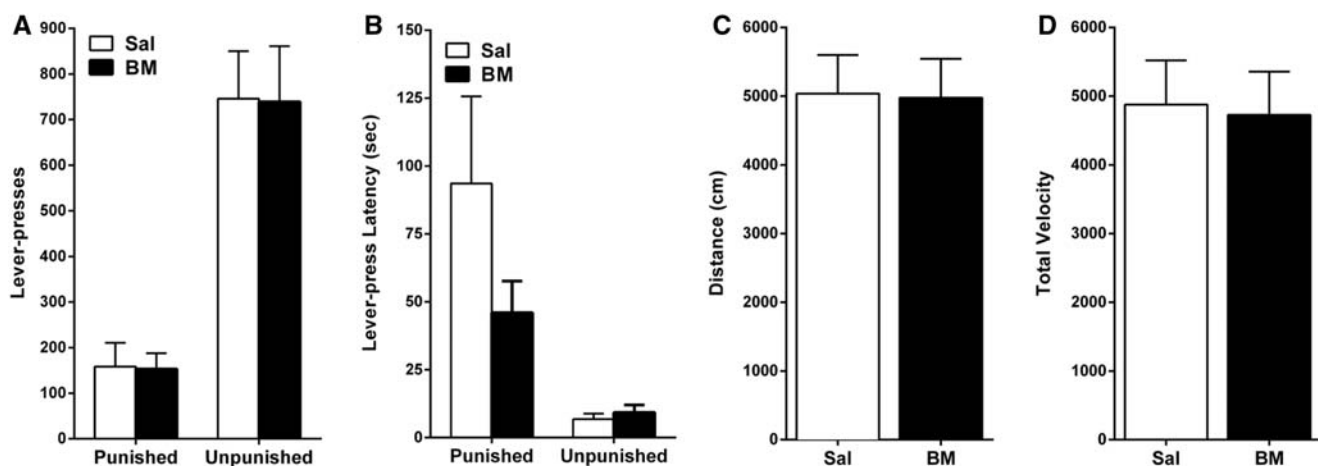 A
Lever-presses
900
800
700
600
500
400
300
200
100
0
Sal
BM
Punished Unpunished
B
Lever-press Latency (sec)
150
125
100
75
50
25
0
Sal
BM
Punished Unpunished
C
Distance (cm)
6000
5000
4000
3000
2000
1000
0
Sal BM
D
Total Velocity
6000
5000
4000
3000
2000
1000
0
Sal BM